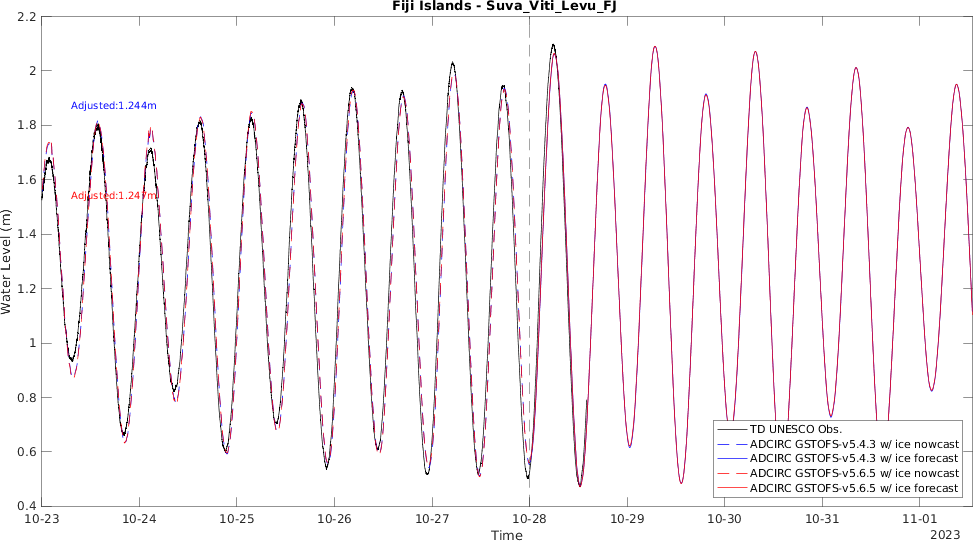 Fiji Islands - Suva_Viti_Levu_FJ
2.2
2
1.8
1.6
1.4
1.2
1
0.8
0.6
0.4
Water Level (m)
Adjusted:1.244m
Adjusted:1.247m
TD UNESCO Obs.
ADCIRC GSTOFS-v5.4.3 w/ ice nowcast
ADCIRC GSTOFS-v5.4.3 w/ ice forecast
ADCIRC GSTOFS-v5.6.5 w/ ice nowcast
ADCIRC GSTOFS-v5.6.5 w/ ice forecast
10-23 10-24 10-25 10-26 10-27 10-28 10-29 10-30 10-31 11-01
Time
2023